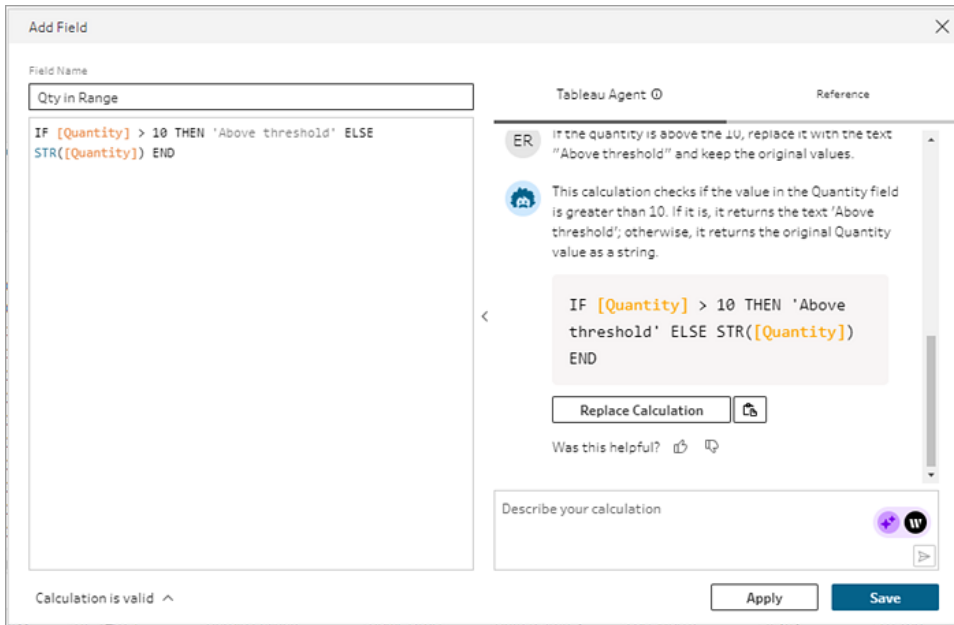 Add Field
Field Name
Qty in Range
IF [Quantity] > 10 THEN 'Above threshold' ELSE
STR([Quantity]) END
Tableau Agent
Reference
ER
If the quantity is above the 10, replace it with the text
"Above threshold" and keep the original values.
This calculation checks if the value in the Quantity field
is greater than 10. If it is, it returns the text 'Above
threshold'; otherwise, it returns the original Quantity
value as a string.
IF [Quantity] > 10 THEN 'Above
threshold' ELSE STR([Quantity])
END
Replace Calculation
Was this helpful?
Describe your calculation
W
Calculation is valid
Apply
Save